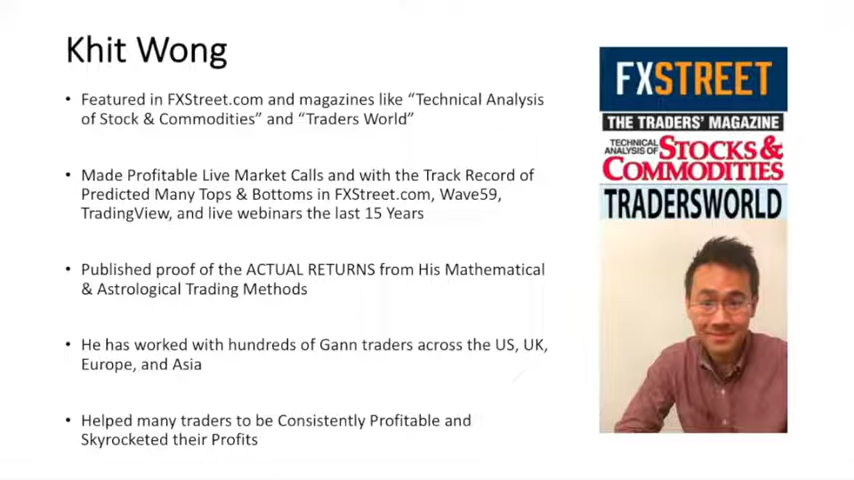 Khit Wong
• Featured in FXStreet.com and magazines like “Technical Analysis
of Stock & Commodities” and “Traders World”
• Made Profitable Live Market Calls and with the Track Record of
Predicted Many Tops & Bottoms in FXStreet.com, Wave59,
TradingView, and live webinars the last 15 Years
• Published proof of the ACTUAL RETURNS from His Mathematical
& Astrological Trading Methods
• He has worked with hundreds of Gann traders across the US, UK,
Europe, and Asia
• Helped many traders to be Consistently Profitable and
Skyrocketed their Profits
FXSTREET
THE TRADERS’ MAGAZINE
TECHNICAL
ANALYSIS OF
STOCKS &
COMMODITIES
TRADERSWORLD